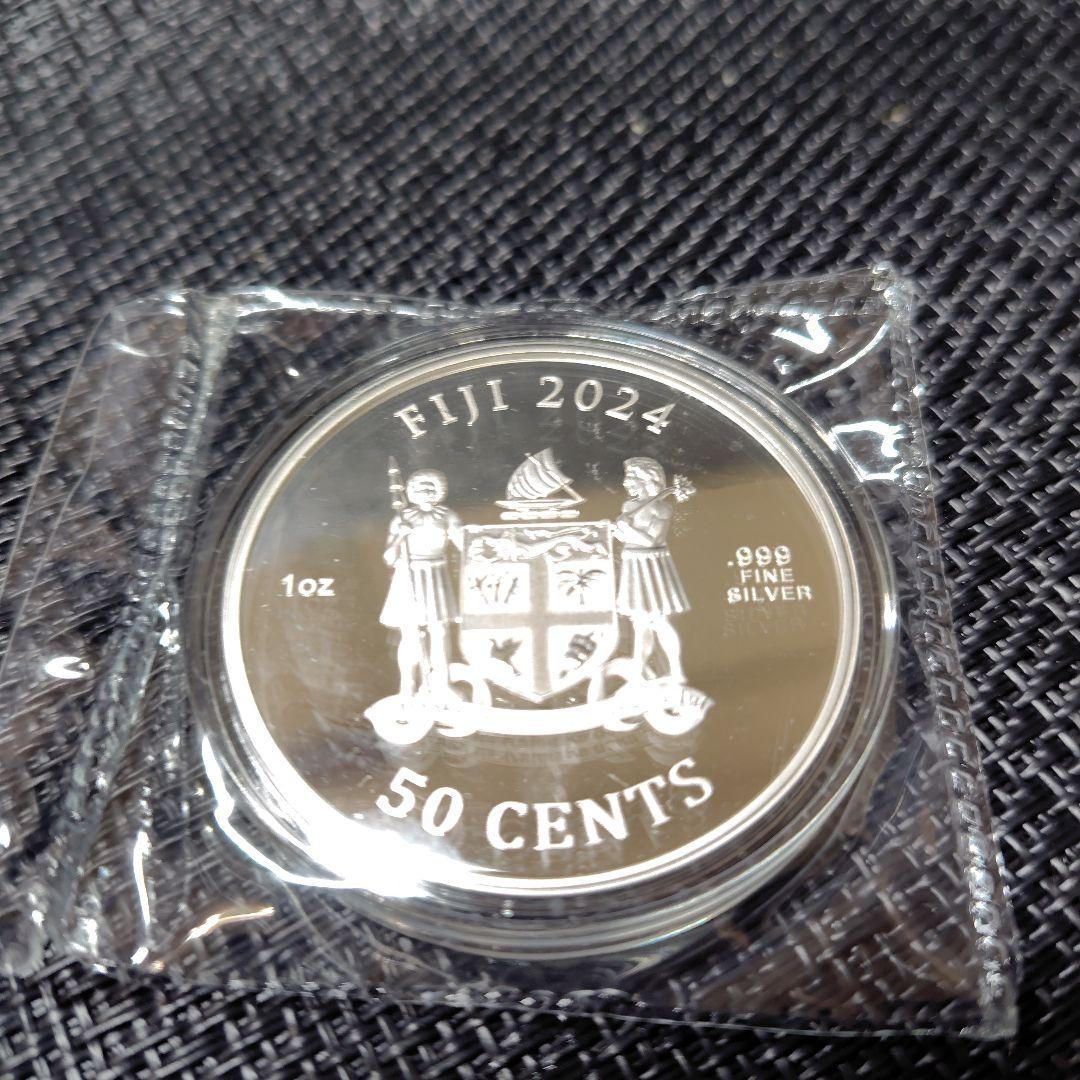 FIJI 2024
1oz
.999
FINE
SILVER
50 CENTS